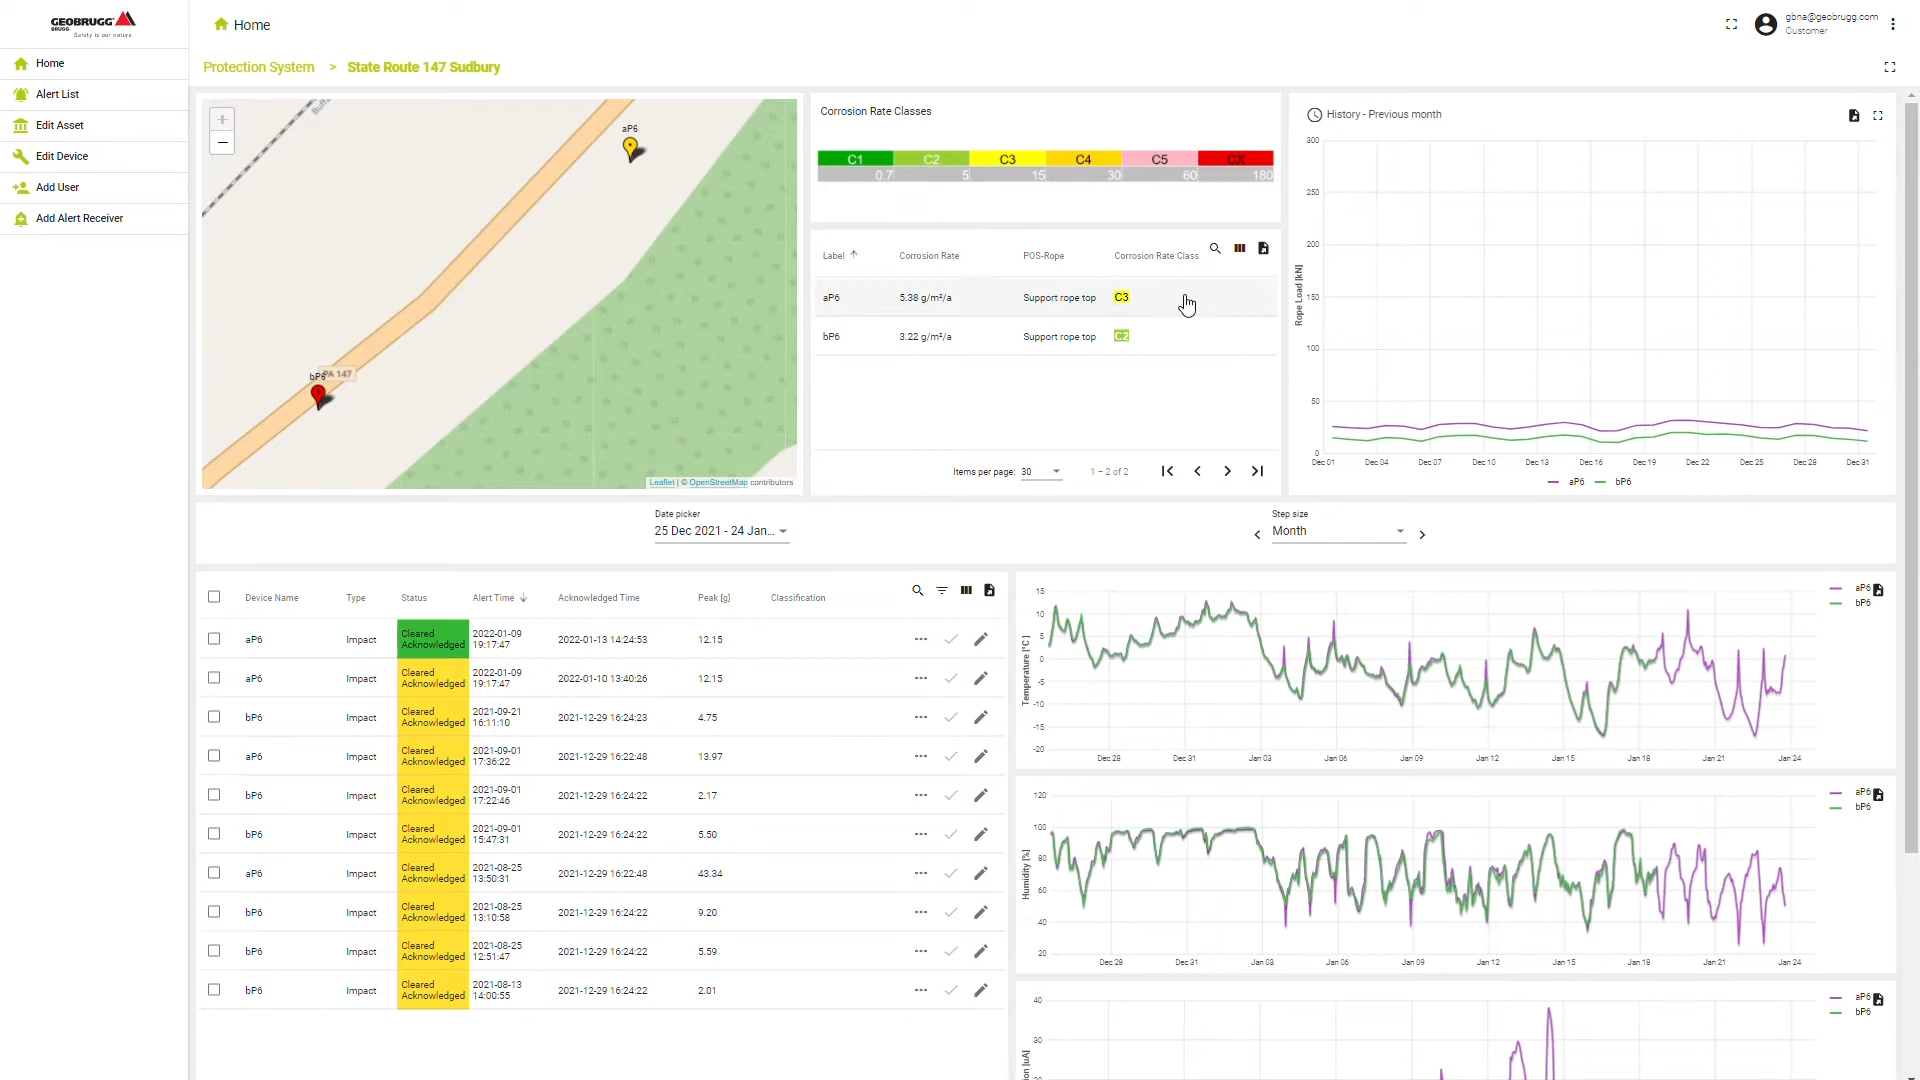 GEOBRUGG
BRUGG
Safety is our nature
Home
gbna@geobrugg.com
Customer
Home
Alert List
Edit Asset
Edit Device
Add User
Add Alert Receiver
Protection System > State Route 147 Sudbury
+
−
aP6
bP6
PA 147
Leaflet | © OpenStreetMap contributors
Corrosion Rate Classes
C1 C2 C3 C4 C5 CX
0.7 5 15 30 60 180
Label Corrosion Rate POS-Rope Corrosion Rate Class
aP6 5.38 g/m²/a Support rope top C3
bP6 3.22 g/m²/a Support rope top C2
Items per page: 30 1 – 2 of 2
History - Previous month
Rope Load [kN]
300
250
200
150
100
50
0
Dec 01 Dec 04 Dec 07 Dec 10 Dec 13 Dec 16 Dec 19 Dec 22 Dec 25 Dec 28 Dec 31
aP6 bP6
Date picker
25 Dec 2021 - 24 Jan...
Step size
Month
Device Name Type Status Alert Time Acknowledged Time Peak [g] Classification
aP6 Impact Cleared Acknowledged 2022-01-09 19:17:47 2022-01-13 14:24:53 12.15
aP6 Impact Cleared Acknowledged 2022-01-09 19:17:47 2022-01-10 13:40:26 12.15
bP6 Impact Cleared Acknowledged 2021-09-21 16:11:10 2021-12-29 16:24:23 4.75
aP6 Impact Cleared Acknowledged 2021-09-01 17:36:22 2021-12-29 16:22:48 13.97
bP6 Impact Cleared Acknowledged 2021-09-01 17:22:46 2021-12-29 16:24:22 2.17
bP6 Impact Cleared Acknowledged 2021-09-01 15:47:31 2021-12-29 16:24:22 5.50
aP6 Impact Cleared Acknowledged 2021-08-25 13:50:31 2021-12-29 16:22:48 43.34
bP6 Impact Cleared Acknowledged 2021-08-25 13:10:58 2021-12-29 16:24:22 9.20
bP6 Impact Cleared Acknowledged 2021-08-25 12:51:47 2021-12-29 16:24:22 5.59
bP6 Impact Cleared Acknowledged 2021-08-13 14:00:55 2021-12-29 16:24:22 2.01
Temperature [°C]
15
10
5
0
-5
-10
-15
-20
Dec 28 Dec 31 Jan 03 Jan 06 Jan 09 Jan 12 Jan 15 Jan 18 Jan 21 Jan 24
aP6
bP6
Humidity [%]
120
100
80
60
40
20
Dec 28 Dec 31 Jan 03 Jan 06 Jan 09 Jan 12 Jan 15 Jan 18 Jan 21 Jan 24
aP6
bP6
40
30
[uA]
aP6
bP6